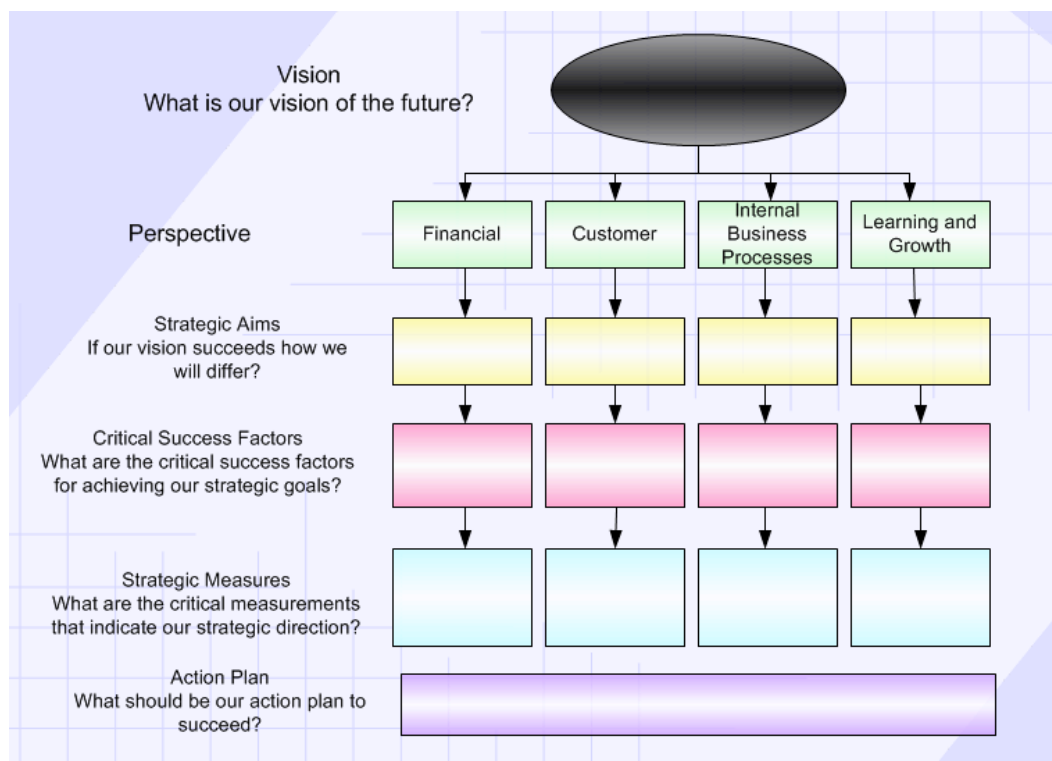 Vision
What is our vision of the future?
Perspective
Financial
Customer
Internal
Business
Processes
Learning and
Growth
Strategic Aims
If our vision succeeds how we
will differ?
Critical Success Factors
What are the critical success factors
for achieving our strategic goals?
Strategic Measures
What are the critical measurements
that indicate our strategic direction?
Action Plan
What should be our action plan to
succeed?